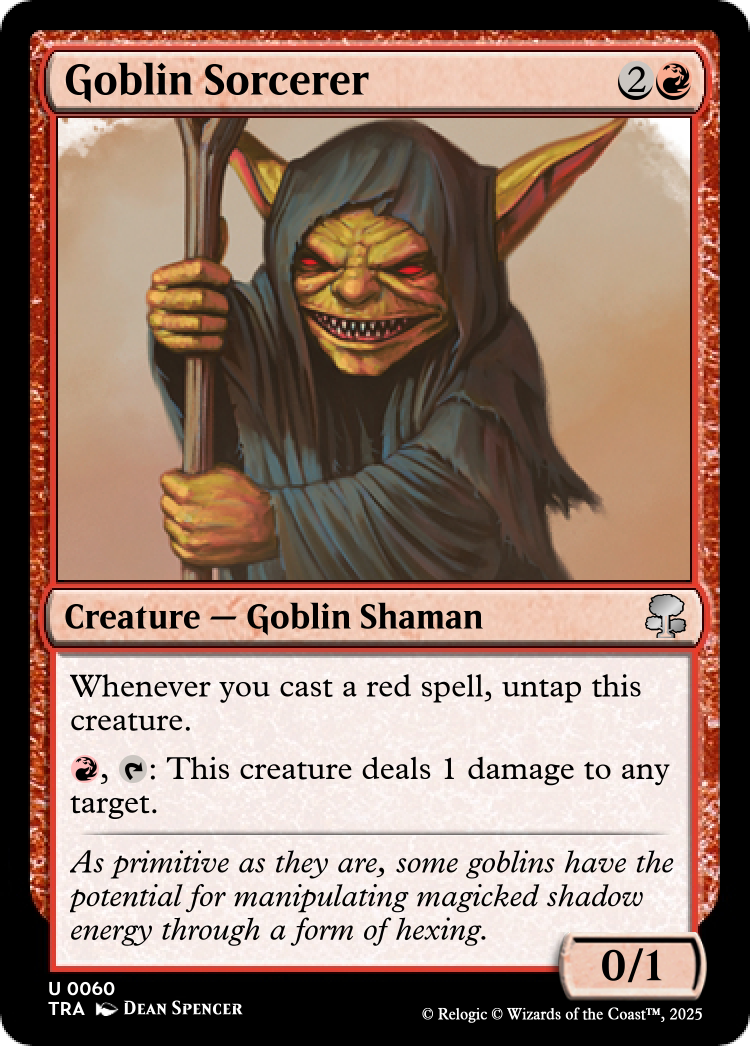 Goblin Sorcerer 2
Creature — Goblin Shaman
Whenever you cast a red spell, untap this
creature.
, : This creature deals 1 damage to any
target.
As primitive as they are, some goblins have the
potential for manipulating magicked shadow
energy through a form of hexing.
0/1
U 0060
TRA DEAN SPENCER
© Relogic © Wizards of the Coast™, 2025